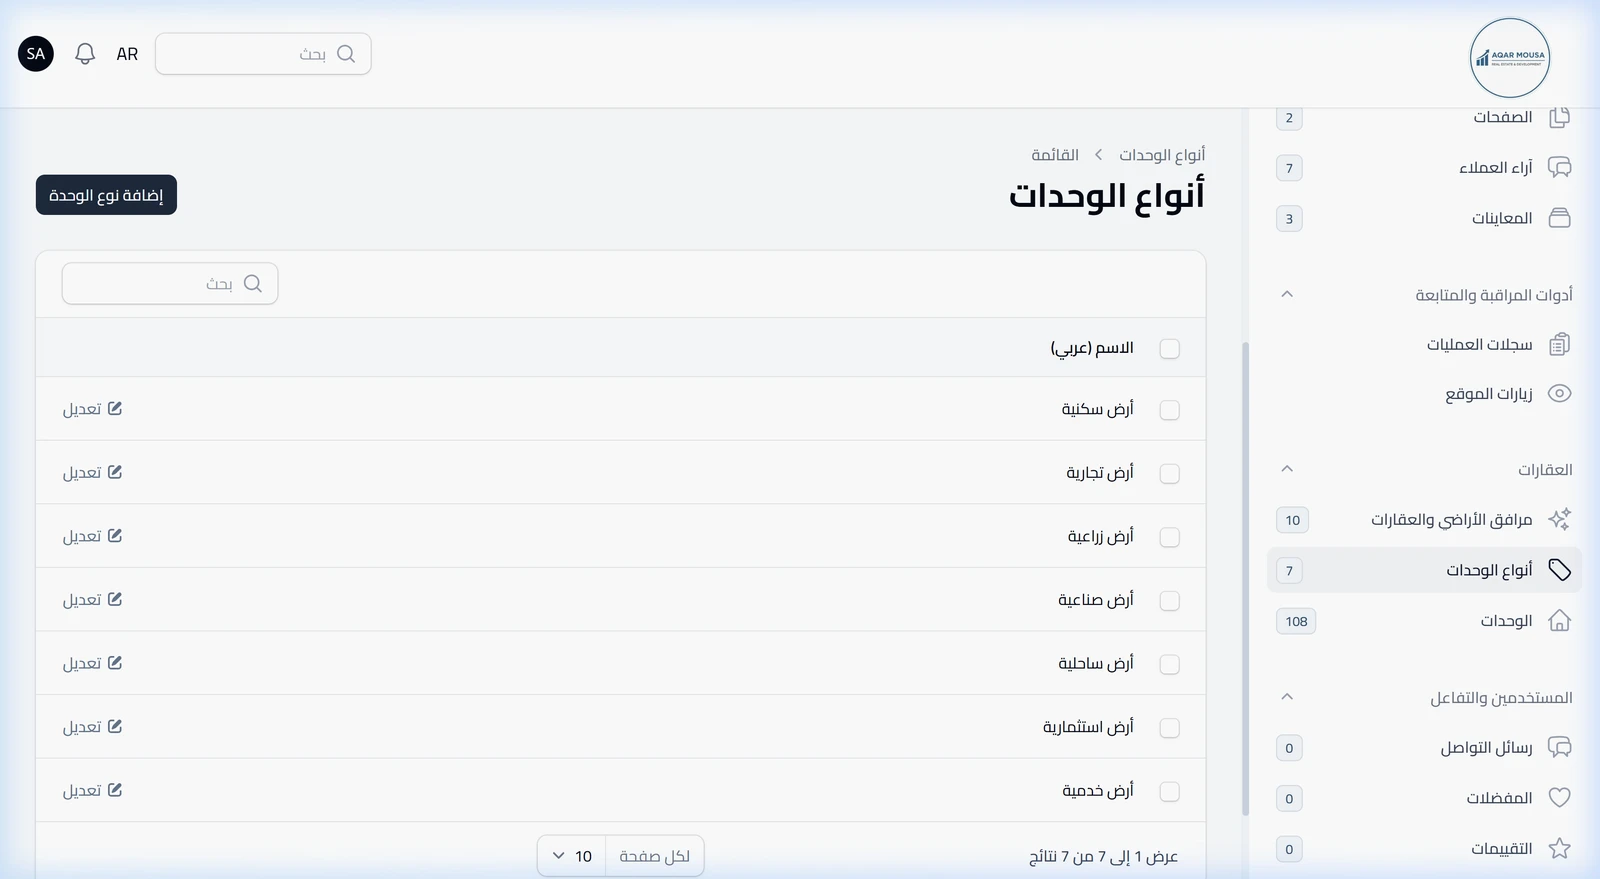 AQAR MOUSA
REAL ESTATE & DEVELOPMENT
بحث
AR
SA
الصفحات 2
آراء العملاء 7
المعاينات 3
أدوات المراقبة والمتابعة
سجلات العمليات
زيارات الموقع
العقارات
مرافق الأراضي والعقارات 10
أنواع الوحدات 7
الوحدات 108
المستخدمين والتفاعل
رسائل التواصل 0
المفضلات 0
التقييمات 0
أنواع الوحدات القائمة
أنواع الوحدات
إضافة نوع الوحدة
بحث
الاسم (عربي)
أرض سكنية تعديل
أرض تجارية تعديل
أرض زراعية تعديل
أرض صناعية تعديل
أرض ساحلية تعديل
أرض استثمارية تعديل
أرض خدمية تعديل
عرض 1 إلى 7 من 7 نتائج
لكل صفحة 10